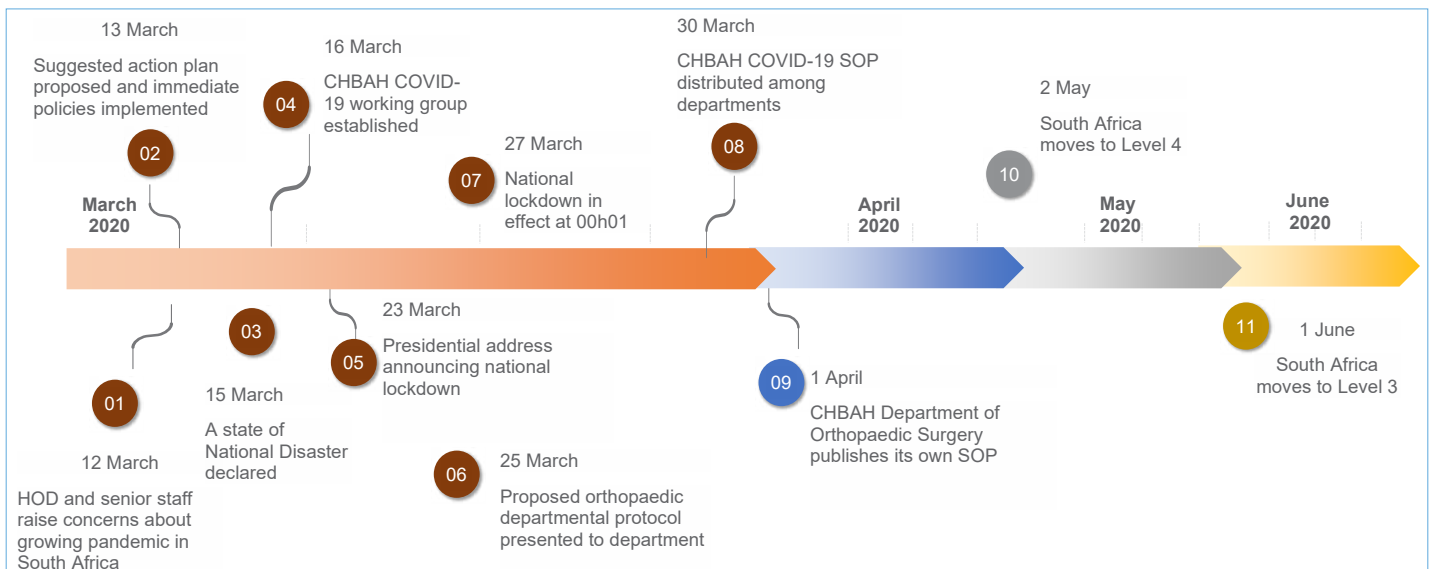 13 March
Suggested action plan
proposed and immediate
policies implemented
02
16 March
CHBAH COVID-
19 working group
established
04
27 March
National
lockdown in
effect at 00h01
07
30 March
CHBAH COVID-19 SOP
distributed among
departments
08
2 May
South Africa
moves to Level 4
10
March
2020
April
2020
May
2020
June
2020
01
12 March
HOD and senior staff
raise concerns about
growing pandemic in
South Africa
03
15 March
A state of
National Disaster
declared
05
23 March
Presidential address
announcing national
lockdown
06
25 March
Proposed orthopaedic
departmental protocol
presented to department
09
1 April
CHBAH Department of
Orthopaedic Surgery
publishes its own SOP
11
1 June
South Africa
moves to Level 3